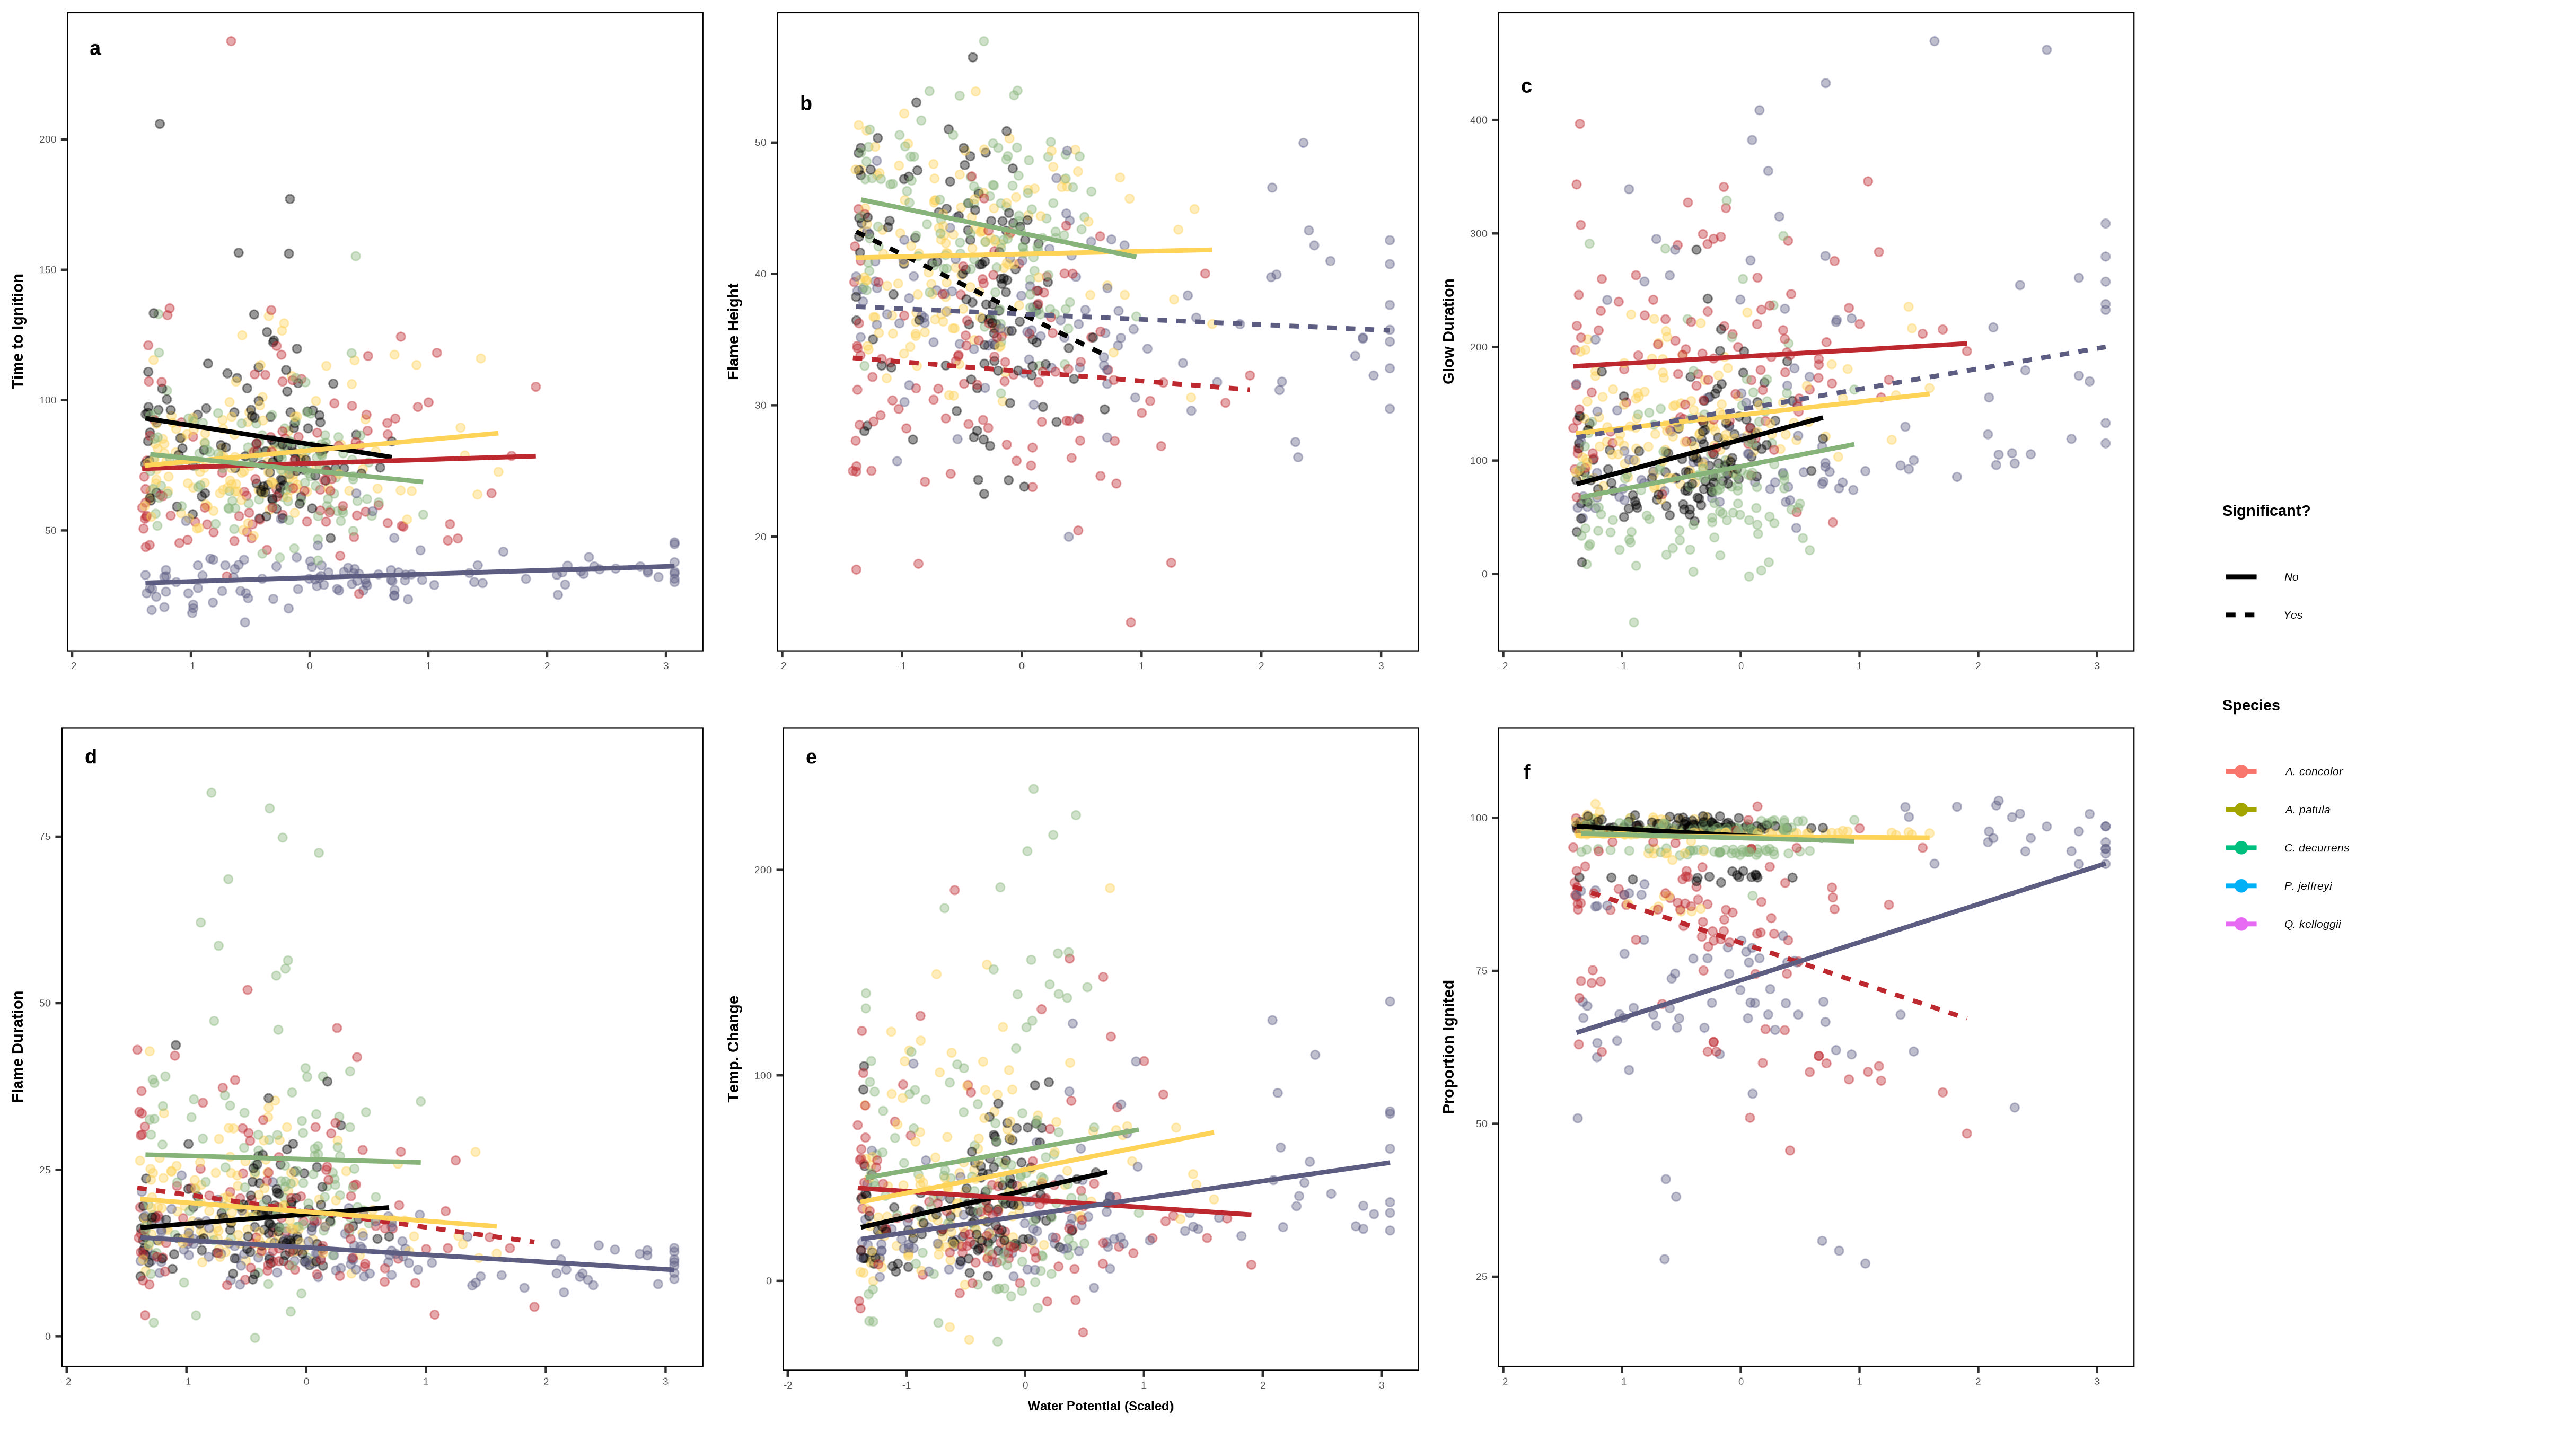 a
Time to Ignition
200
150
100
50
-2 -1 0 1 2 3
b
Flame Height
50
40
30
20
-2 -1 0 1 2 3
c
Glow Duration
400
300
200
100
0
-2 -1 0 1 2 3
d
Flame Duration
75
50
25
0
-2 -1 0 1 2 3
e
Temp. Change
200
100
0
-2 -1 0 1 2 3
Water Potential (Scaled)
f
Proportion Ignited
100
75
50
25
-2 -1 0 1 2 3
Significant?
No
Yes
Species
A. concolor
A. patula
C. decurrens
P. jeffreyi
Q. kelloggii